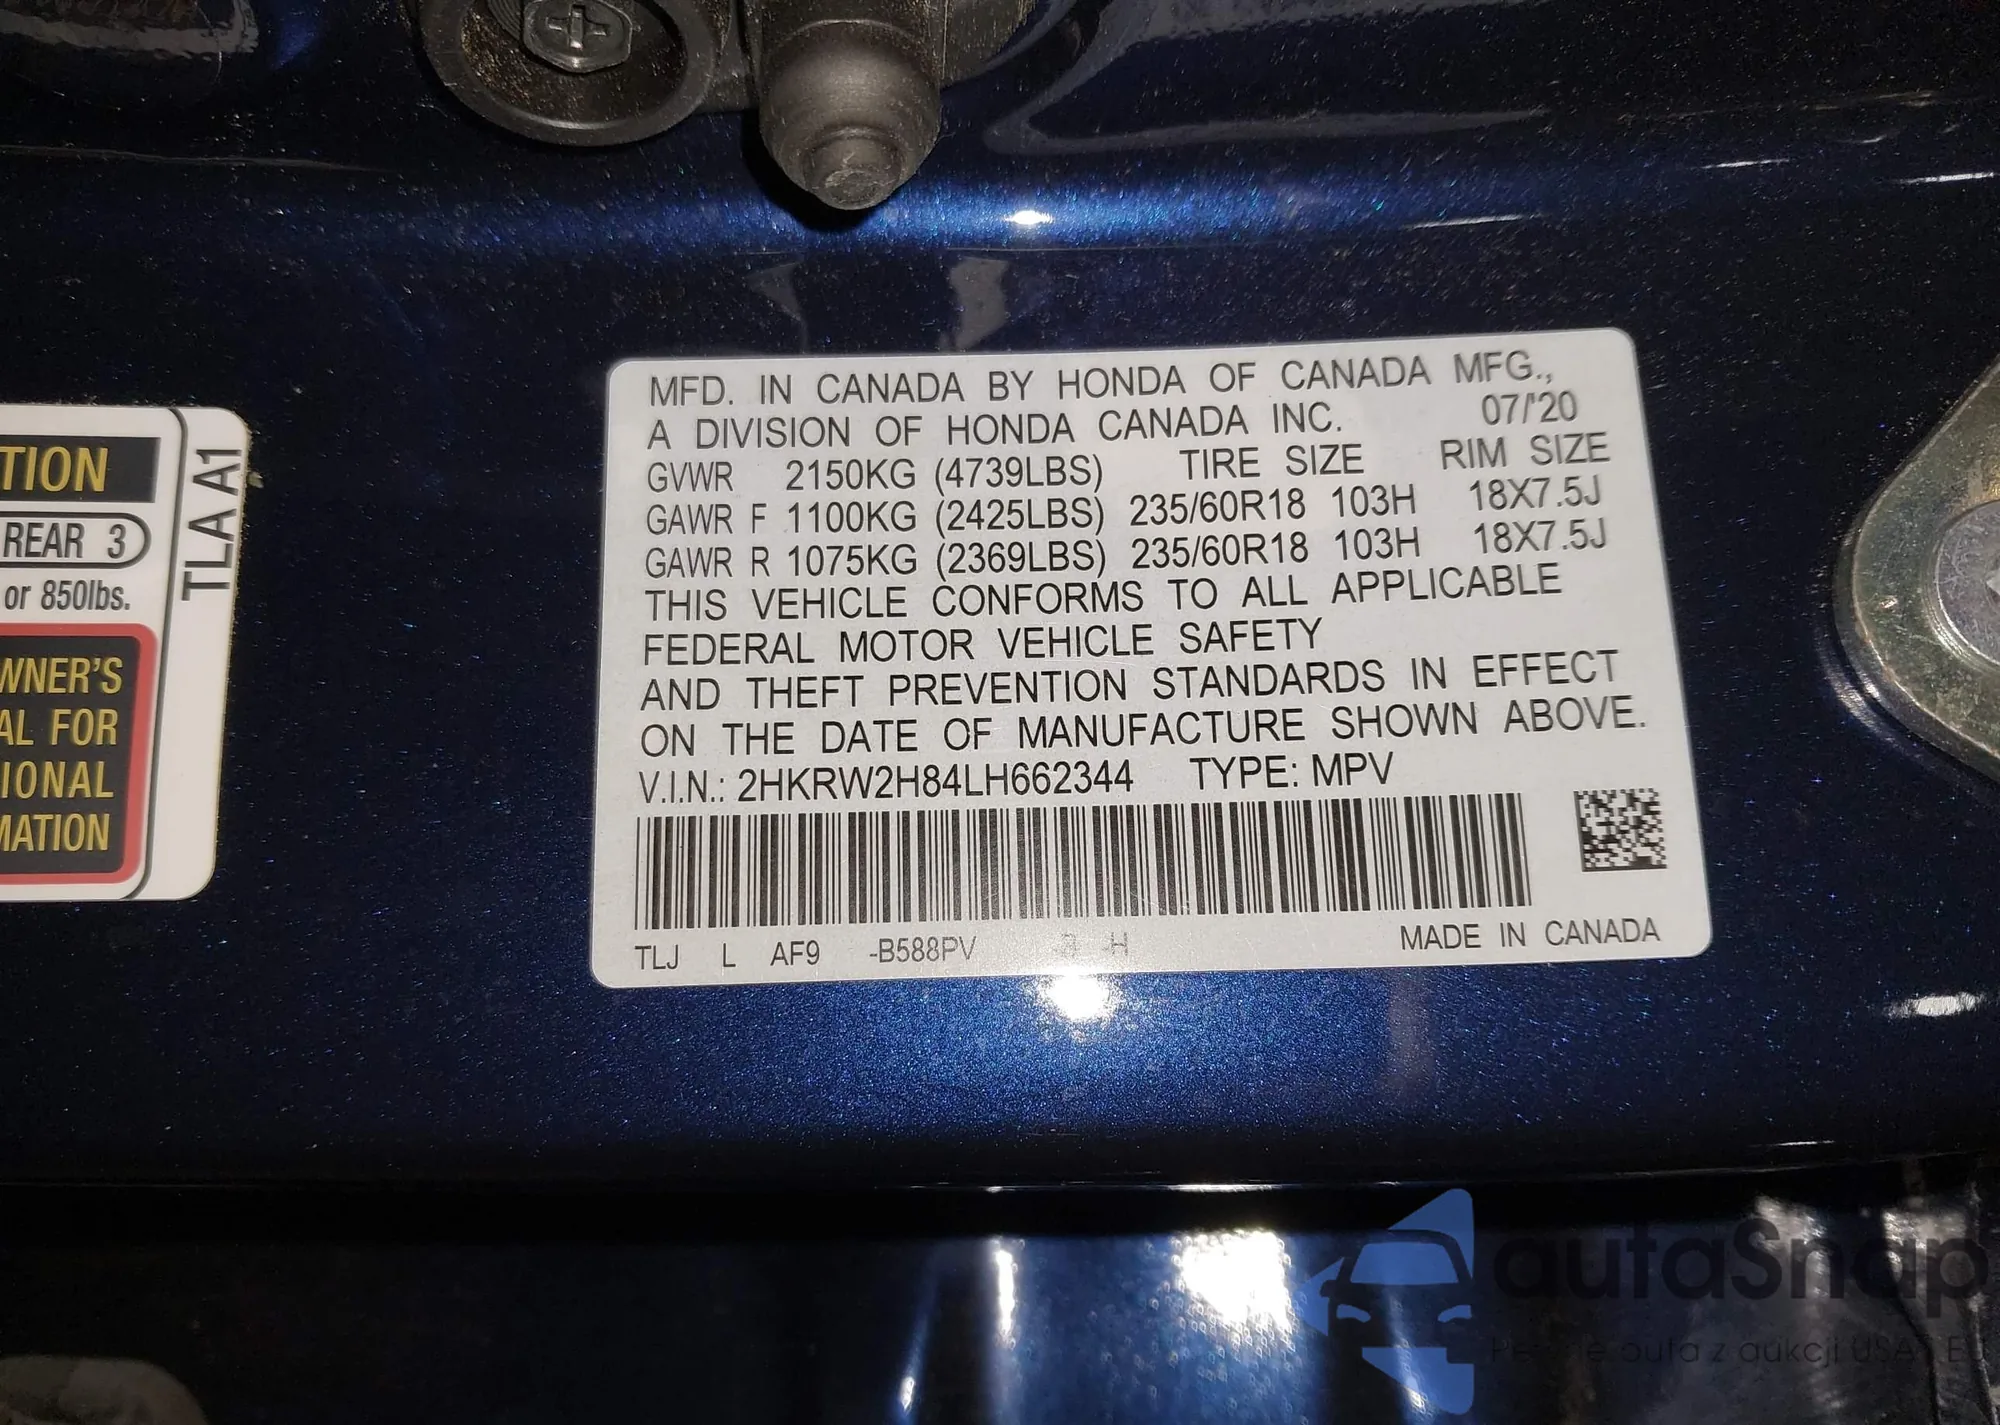 TION
REAR 3
or 850lbs.
WNER'S
AL FOR
IONAL
MATION
TLA A1
MFD. IN CANADA BY HONDA OF CANADA MFG.,
A DIVISION OF HONDA CANADA INC. 07/'20
GVWR 2150KG (4739LBS) TIRE SIZE RIM SIZE
GAWR F 1100KG (2425LBS) 235/60R18 103H 18X7.5J
GAWR R 1075KG (2369LBS) 235/60R18 103H 18X7.5J
THIS VEHICLE CONFORMS TO ALL APPLICABLE
FEDERAL MOTOR VEHICLE SAFETY
AND THEFT PREVENTION STANDARDS IN EFFECT
ON THE DATE OF MANUFACTURE SHOWN ABOVE.
V.I.N.: 2HKRW2H84LH662344 TYPE: MPV
TLJ L AF9 -B588PV H MADE IN CANADA
autaSnap
auta z aukcji USA